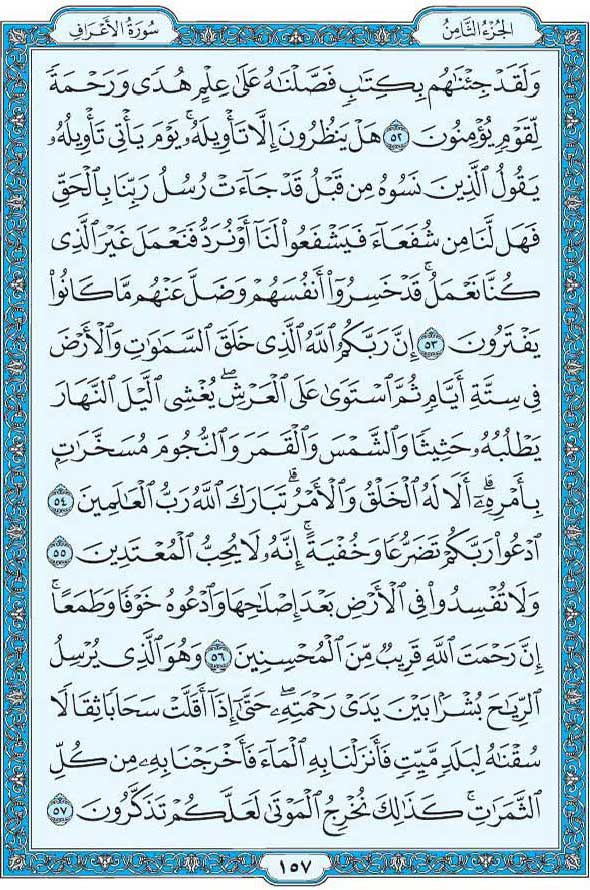 الجُزءُ الثَّامِنُ
سُورَةُ الأَعْرَافِ
وَلَقَدْ جِئْنَٰهُم بِكِتَٰبٍ فَصَّلْنَٰهُ عَلَىٰ عِلْمٍ هُدًى وَرَحْمَةً
لِّقَوْمٍ يُؤْمِنُونَ ٥٢ هَلْ يَنظُرُونَ إِلَّا تَأْوِيلَهُۥ ۚ يَوْمَ يَأْتِى تَأْوِيلُهُۥ
يَقُولُ ٱلَّذِينَ نَسُوهُ مِن قَبْلُ قَدْ جَآءَتْ رُسُلُ رَبِّنَا بِٱلْحَقِّ
فَهَل لَّنَا مِن شُفَعَآءَ فَيَشْفَعُوا۟ لَنَآ أَوْ نُرَدُّ فَنَعْمَلَ غَيْرَ ٱلَّذِى
كُنَّا نَعْمَلُ ۚ قَدْ خَسِرُوٓا۟ أَنفُسَهُمْ وَضَلَّ عَنْهُم مَّا كَانُوا۟
يَفْتَرُونَ ٥٣ إِنَّ رَبَّكُمُ ٱللَّهُ ٱلَّذِى خَلَقَ ٱلسَّمَٰوَٰتِ وَٱلْأَرْضَ
فِى سِتَّةِ أَيَّامٍ ثُمَّ ٱسْتَوَىٰ عَلَى ٱلْعَرْشِ ۖ يُغْشِى ٱلَّيْلَ ٱلنَّهَارَ
يَطْلُبُهُۥ حَثِيثًا وَٱلشَّمْسَ وَٱلْقَمَرَ وَٱلنُّجُومَ مُسَخَّرَٰتٍۭ
بِأَمْرِهِۦٓ ۗ أَلَا لَهُ ٱلْخَلْقُ وَٱلْأَمْرُ ۗ تَبَارَكَ ٱللَّهُ رَبُّ ٱلْعَٰلَمِينَ ٥٤
ٱدْعُوا۟ رَبَّكُمْ تَضَرُّعًا وَخُفْيَةً ۚ إِنَّهُۥ لَا يُحِبُّ ٱلْمُعْتَدِينَ ٥٥
وَلَا تُفْسِدُوا۟ فِى ٱلْأَرْضِ بَعْدَ إِصْلَٰحِهَا وَٱدْعُوهُ خَوْفًا وَطَمَعًا ۚ
إِنَّ رَحْمَتَ ٱللَّهِ قَرِيبٌ مِّنَ ٱلْمُحْسِنِينَ ٥٦ وَهُوَ ٱلَّذِى يُرْسِلُ
ٱلرِّيَٰحَ بُشْرًۢا بَيْنَ يَدَىْ رَحْمَتِهِۦ ۖ حَتَّىٰٓ إِذَآ أَقَلَّتْ سَحَابًا ثِقَالًا
سُقْنَٰهُ لِبَلَدٍ مَّيِّتٍ فَأَنزَلْنَا بِهِ ٱلْمَآءَ فَأَخْرَجْنَا بِهِۦ مِن كُلِّ
ٱلثَّمَرَٰتِ ۚ كَذَٰلِكَ نُخْرِجُ ٱلْمَوْتَىٰ لَعَلَّكُمْ تَذَكَّرُونَ ٥٧
١٥٧